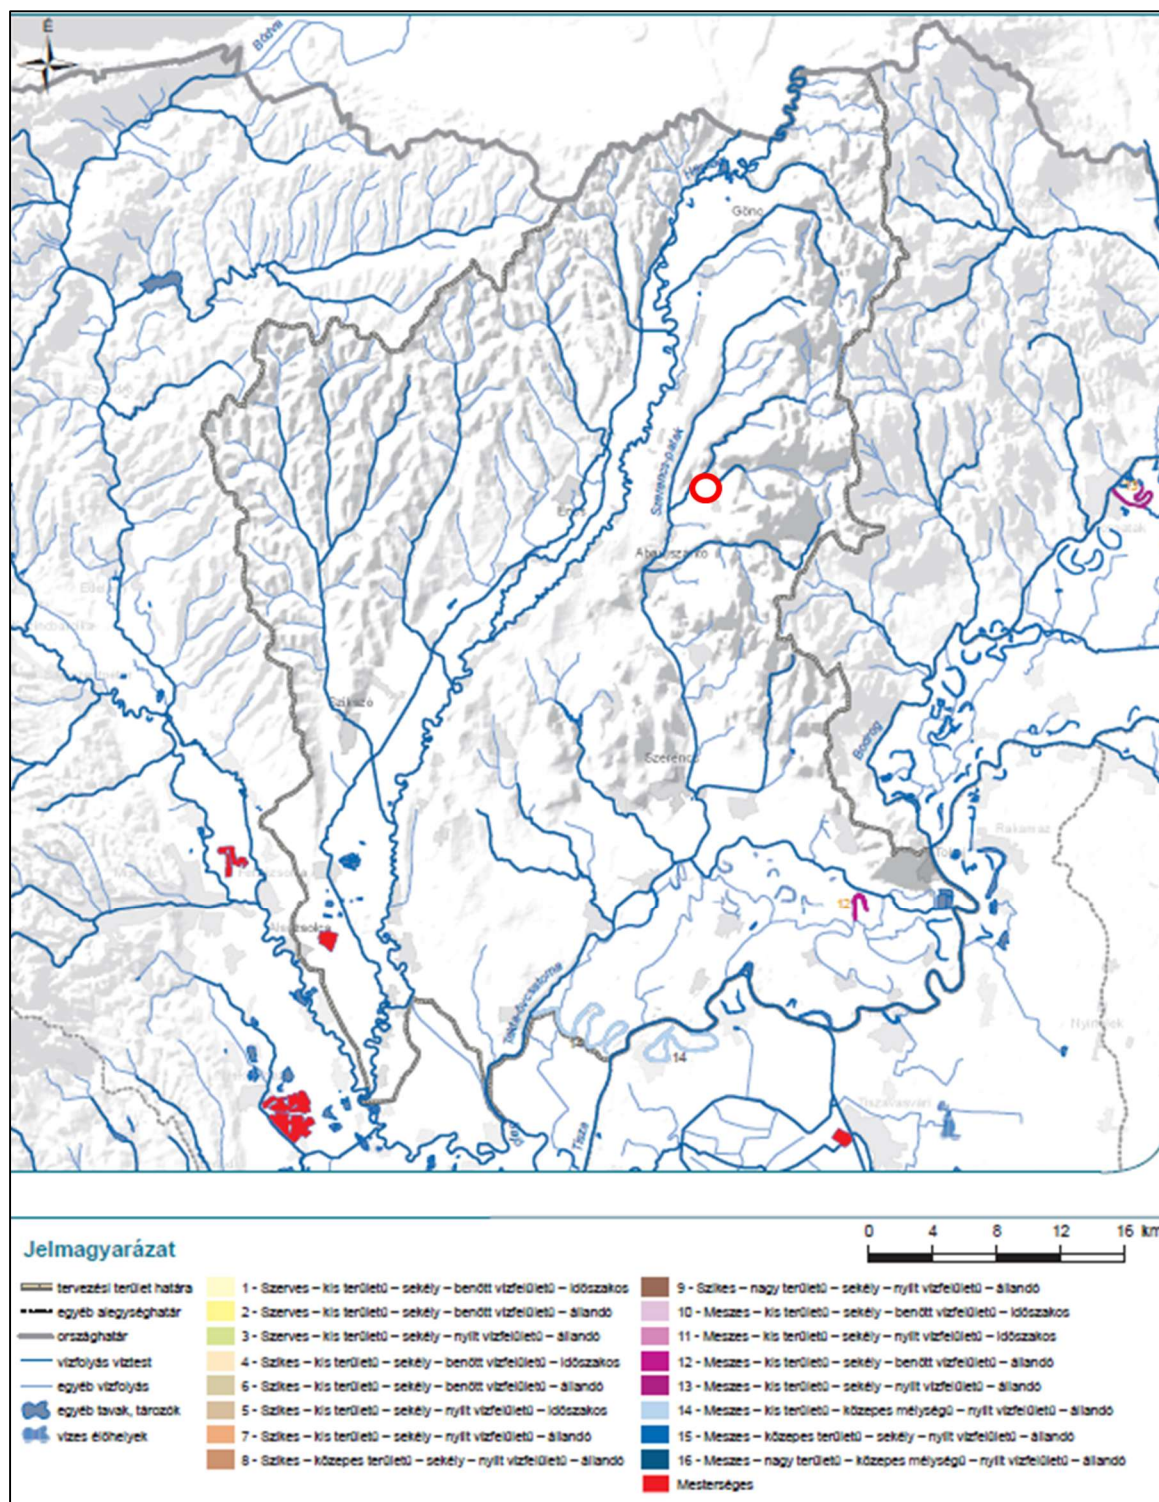 É
Bódva
Gönc
Szerencs-patak
Encs
Abaújszántó
Szikszó
Szerencs
Bodrog
Rakamaz
12
Takta-övcsatorna
14
Tiszavasvári
Tisza
0 4 8 12 16 km
Jelmagyarázat
tervezési terület határa
egyéb alegységhatár
országhatár
vízfolyás víztest
egyéb vízfolyás
egyéb tavak, tározók
vizes élőhelyek
1 - Szerves – kis területű – sekély – benőtt vízfelületű – időszakos
2 - Szerves – kis területű – sekély – benőtt vízfelületű – állandó
3 - Szerves – kis területű – sekély – nyílt vízfelületű – állandó
4 - Szikes – kis területű – sekély – benőtt vízfelületű – időszakos
6 - Szikes – kis területű – sekély – benőtt vízfelületű – állandó
5 - Szikes – kis területű – sekély – nyílt vízfelületű – időszakos
7 - Szikes – kis területű – sekély – nyílt vízfelületű – állandó
8 - Szikes – közepes területű – sekély – nyílt vízfelületű – állandó
9 - Szikes – nagy területű – sekély – nyílt vízfelületű – állandó
10 - Meszes – kis területű – sekély – benőtt vízfelületű – időszakos
11 - Meszes – kis területű – sekély – nyílt vízfelületű – időszakos
12 - Meszes – kis területű – sekély – benőtt vízfelületű – állandó
13 - Meszes – kis területű – sekély – nyílt vízfelületű – állandó
14 - Meszes – kis területű – közepes mélységű – nyílt vízfelületű – állandó
15 - Meszes – közepes területű – sekély – nyílt vízfelületű – állandó
16 - Meszes – nagy területű – közepes mélységű – nyílt vízfelületű – állandó
Mesterséges